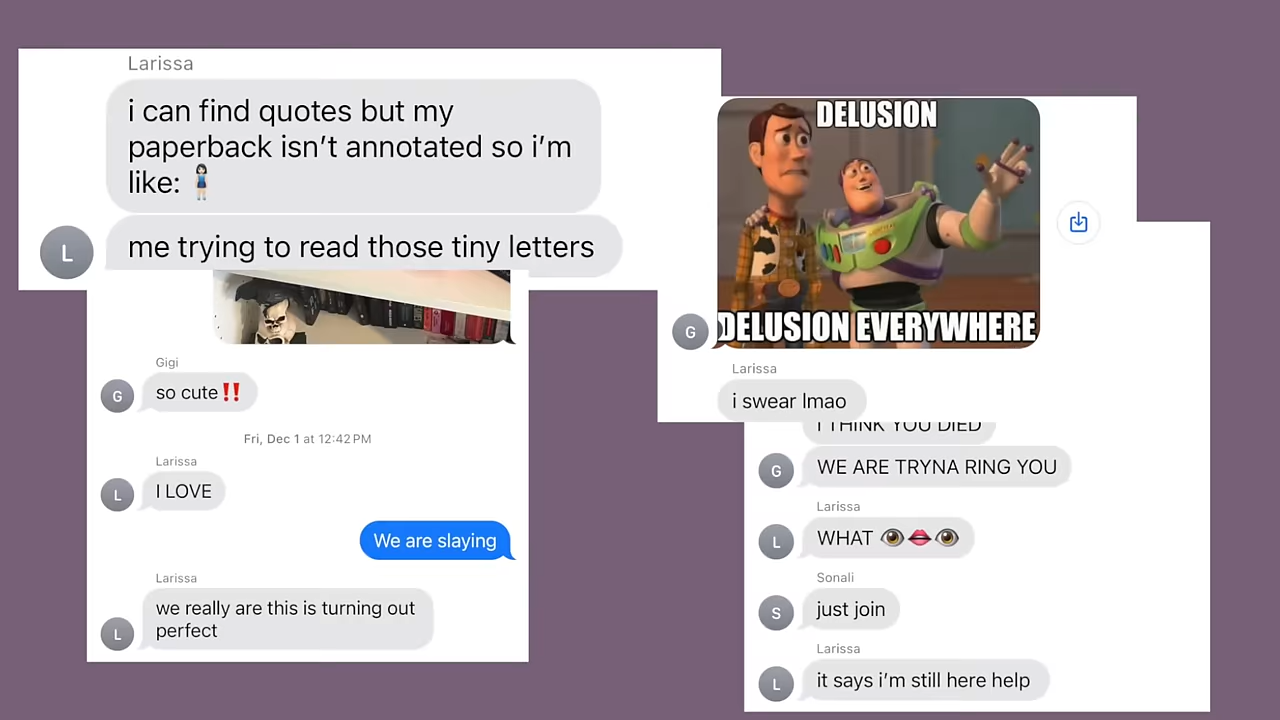 Larissa
i can find quotes but my
paperback isn't annotated so i'm
like: 🧍🏻‍♀️
L
me trying to read those tiny letters
Gigi
G
so cute‼️
Fri, Dec 1 at 12:42 PM
Larissa
L
I LOVE
We are slaying
Larissa
we really are this is turning out
L
perfect
DELUSION
DELUSION EVERYWHERE
G
Larissa
i swear lmao
I THINK YOU DIED
G
WE ARE TRYNA RING YOU
Larissa
L
WHAT 👁️👄👁️
Sonali
S
just join
Larissa
L
it says i'm still here help